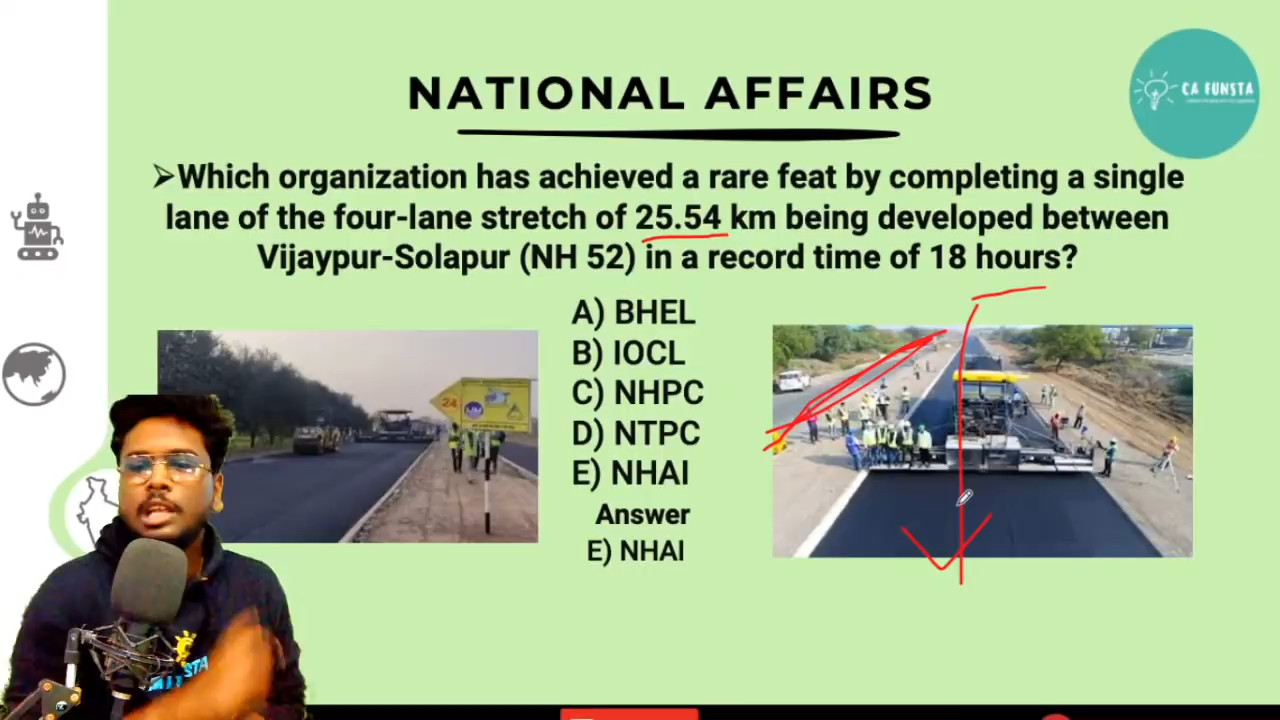 NATIONAL AFFAIRS
CA FUNSTA
➢Which organization has achieved a rare feat by completing a single
lane of the four-lane stretch of 25.54 km being developed between
Vijaypur-Solapur (NH 52) in a record time of 18 hours?
A) BHEL
B) IOCL
C) NHPC
D) NTPC
E) NHAI
Answer
E) NHAI
24